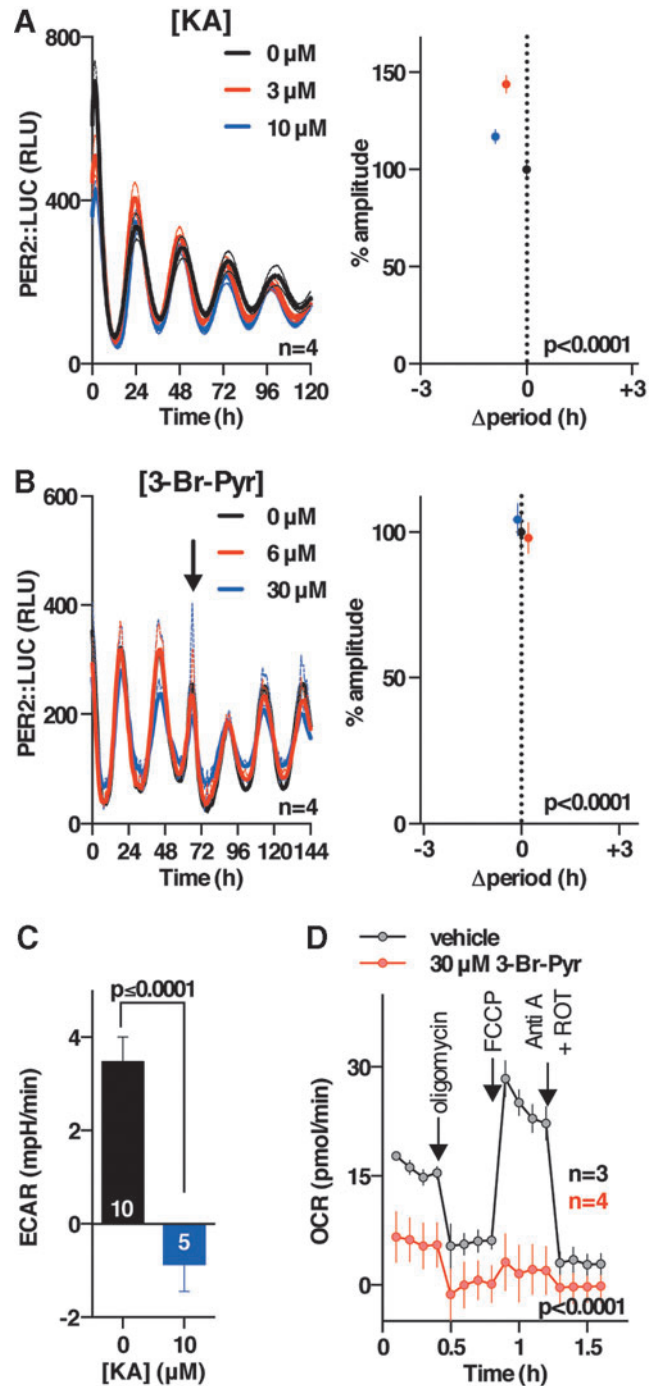 A
[KA]
0 µM
3 µM
10 µM
PER2::LUC (RLU)
800
400
0
n=4
0 24 48 72 96 120
Time (h)
% amplitude
150
100
50
0
p<0.0001
-3 0 +3
Δperiod (h)
B
[3-Br-Pyr]
0 µM
6 µM
30 µM
PER2::LUC (RLU)
600
400
200
0
n=4
0 24 48 72 96 120 144
Time (h)
% amplitude
100
50
0
p<0.0001
-3 0 +3
Δperiod (h)
C
p≤0.0001
ECAR (mpH/min)
4
2
0
-2
10
5
0 10
[KA] (µM)
D
vehicle
30 µM 3-Br-Pyr
oligomycin
FCCP
Anti A
+ ROT
OCR (pmol/min)
30
15
0
n=3
n=4
p<0.0001
0 0.5 1 1.5
Time (h)